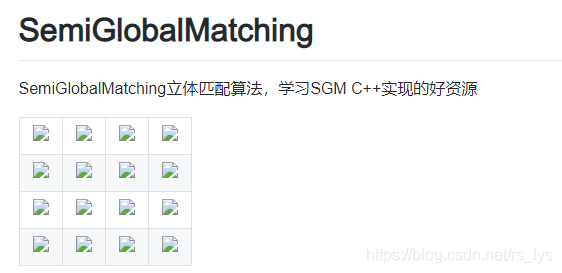 SemiGlobalMatching
SemiGlobalMatching立体匹配算法，学习SGM C++实现的好资源
https://blog.csdn.net/rs_lys